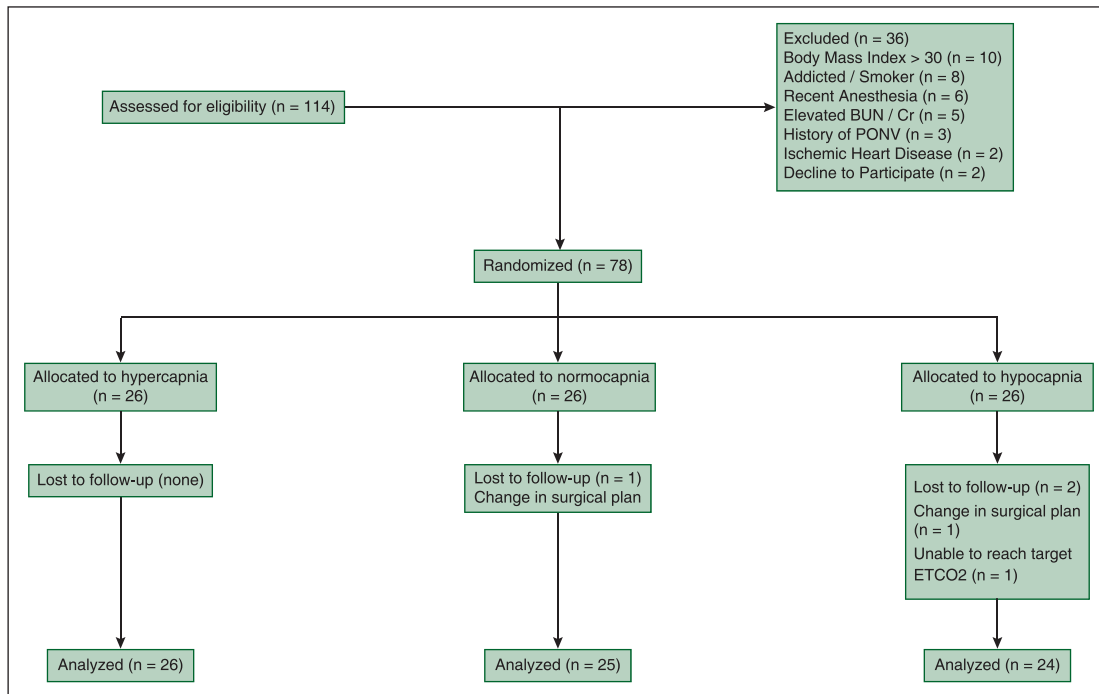 Excluded (n = 36)
Body Mass Index > 30 (n = 10)
Addicted / Smoker (n = 8)
Recent Anesthesia (n = 6)
Elevated BUN / Cr (n = 5)
History of PONV (n = 3)
Ischemic Heart Disease (n = 2)
Decline to Participate (n = 2)
Assessed for eligibility (n = 114)
Randomized (n = 78)
Allocated to hypercapnia
(n = 26)
Allocated to normocapnia
(n = 26)
Allocated to hypocapnia
(n = 26)
Lost to follow-up (none)
Lost to follow-up (n = 1)
Change in surgical plan
Lost to follow-up (n = 2)
Change in surgical plan
(n = 1)
Unable to reach target
ETCO2 (n = 1)
Analyzed (n = 26)
Analyzed (n = 25)
Analyzed (n = 24)